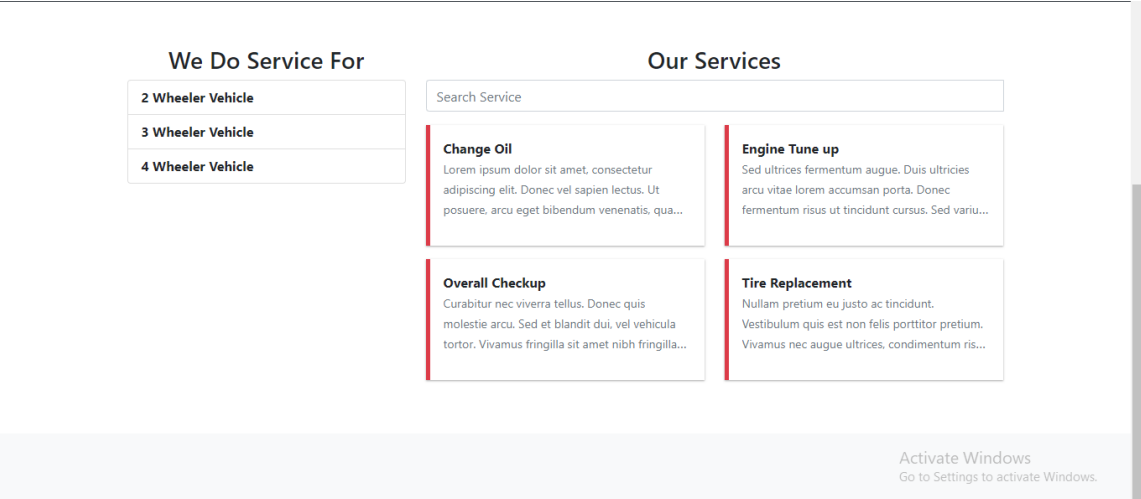 We Do Service For
2 Wheeler Vehicle
3 Wheeler Vehicle
4 Wheeler Vehicle
Our Services
Search Service
Change Oil
Lorem ipsum dolor sit amet, consectetur
adipiscing elit. Donec vel sapien lectus. Ut
posuere, arcu eget bibendum venenatis, qua...
Engine Tune up
Sed ultrices fermentum augue. Duis ultricies
arcu vitae lorem accumsan porta. Donec
fermentum risus ut tincidunt cursus. Sed variu...
Overall Checkup
Curabitur nec viverra tellus. Donec quis
molestie arcu. Sed et blandit dui, vel vehicula
tortor. Vivamus fringilla sit amet nibh fringilla...
Tire Replacement
Nullam pretium eu justo ac tincidunt.
Vestibulum quis est non felis porttitor pretium.
Vivamus nec augue ultrices, condimentum ris...
Activate Windows
Go to Settings to activate Windows.